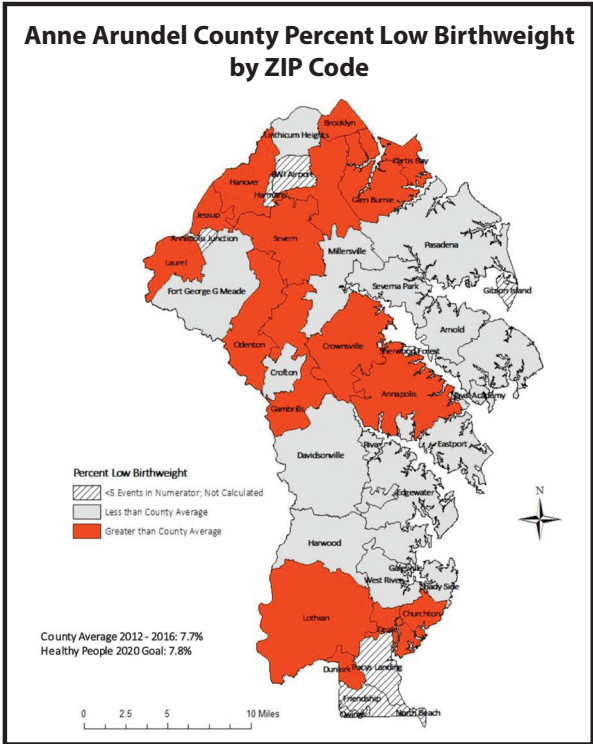 Anne Arundel County Percent Low Birthweight
by ZIP Code
Brooklyn
Linthicum Heights
BWI Airport
Curtis Bay
Hanover
Harmans
Glen Burnie
Jessup
Annapolis Junction
Severn
Pasadena
Millersville
Laurel
Fort George G Meade
Severna Park
Gibson Island
Arnold
Odenton
Crownsville
Sherwood Forest
Crofton
Annapolis
Naval Academy
Gambrills
Eastport
Riva
Davidsonville
Percent Low Birthweight
<5 Events in Numerator; Not Calculated
Less than County Average
Greater than County Average
Edgewater
N
Harwood
Galesville
West River
Shady Side
Lothian
Churchton
Deale
County Average 2012 - 2016: 7.7%
Healthy People 2020 Goal: 7.8%
Dunkirk
Tracys Landing
Friendship
Owings
North Beach
0 2.5 5 10 Miles